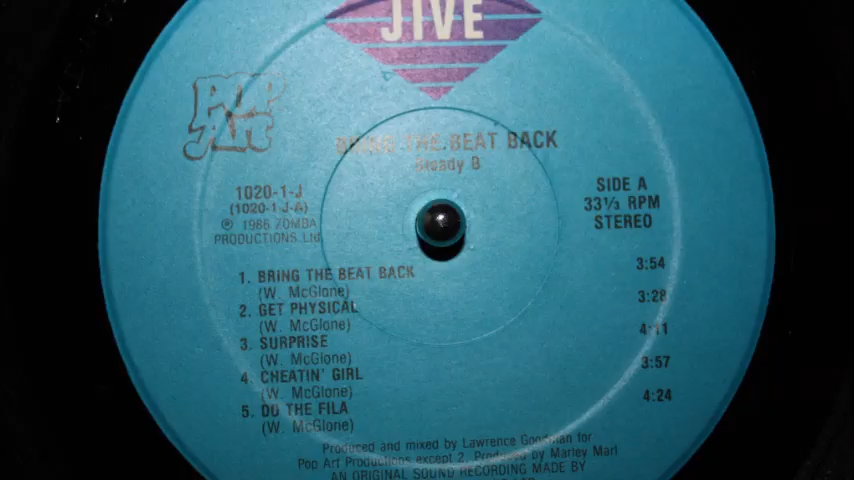 JIVE
POP
Art
BRING THE BEAT BACK
Steady B
1020-1-J
(1020-1-J-A)
℗ 1986 ZOMBA
PRODUCTIONS Ltd
SIDE A
33⅓ RPM
STEREO
1. BRING THE BEAT BACK 3:54
(W. McGlone)
2. GET PHYSICAL 3:28
(W. McGlone)
3. SURPRISE 4:11
(W. McGlone)
4. CHEATIN' GIRL 3:57
(W. McGlone)
5. DO THE FILA 4:24
(W. McGlone)
Produced and mixed by Lawrence Goodman for
Pop Art Productions except 2. Produced by Marley Marl
AN ORIGINAL SOUND RECORDING MADE BY